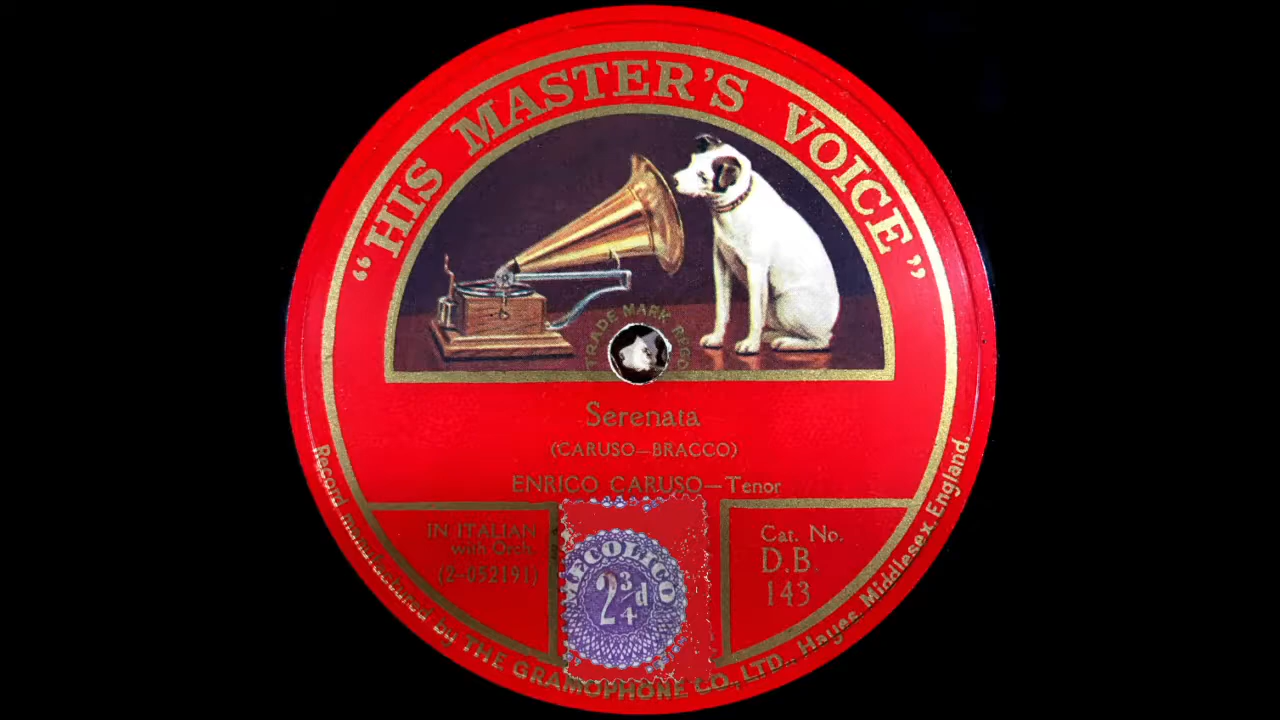 “HIS MASTER'S VOICE”
TRADE MARK REGD
Serenata
(CARUSO—BRACCO)
ENRICO CARUSO—Tenor
IN ITALIAN
with Orch.
(2-052191)
MECOLICO
2¾d
Cat. No.
D.B.
143
Record manufactured by THE GRAMOPHONE CO., LTD., Hayes, Middlesex, England.